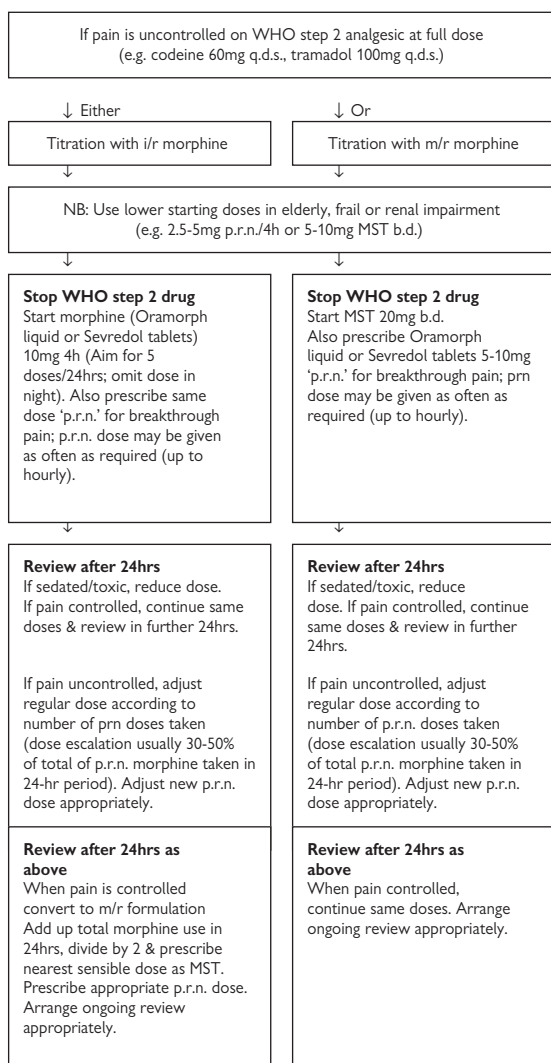 If pain is uncontrolled on WHO step 2 analgesic at full dose
(e.g. codeine 60mg q.d.s., tramadol 100mg q.d.s.)
↓ Either
↓ Or
Titration with i/r morphine
Titration with m/r morphine
↓
↓
NB: Use lower starting doses in elderly, frail or renal impairment
(e.g. 2.5-5mg p.r.n./4h or 5-10mg MST b.d.)
↓
↓
Stop WHO step 2 drug
Start morphine (Oramorph
liquid or Sevredol tablets)
10mg 4h (Aim for 5
doses/24hrs; omit dose in
night). Also prescribe same
dose ‘p.r.n.’ for breakthrough
pain; p.r.n. dose may be given
as often as required (up to
hourly).
Stop WHO step 2 drug
Start MST 20mg b.d.
Also prescribe Oramorph
liquid or Sevredol tablets 5-10mg
‘p.r.n.’ for breakthrough pain; prn
dose may be given as often as
required (up to hourly).
↓
↓
Review after 24hrs
If sedated/toxic, reduce dose.
If pain controlled, continue same
doses & review in further 24hrs.
If pain uncontrolled, adjust
regular dose according to
number of prn doses taken
(dose escalation usually 30-50%
of total of p.r.n. morphine taken in
24-hr period). Adjust new p.r.n.
dose appropriately.
Review after 24hrs
If sedated/toxic, reduce
dose. If pain controlled, continue
same doses & review in further
24hrs.
If pain uncontrolled, adjust
regular dose according to
number of p.r.n. doses taken
(dose escalation usually 30-50% of
total p.r.n. morphine taken in
24-hr period). Adjust new p.r.n.
dose appropriately.
Review after 24hrs as
above
When pain is controlled
convert to m/r formulation
Add up total morphine use in
24hrs, divide by 2 & prescribe
nearest sensible dose as MST.
Prescribe appropriate p.r.n. dose.
Arrange ongoing review
appropriately.
Review after 24hrs as
above
When pain controlled,
continue same doses. Arrange
ongoing review appropriately.